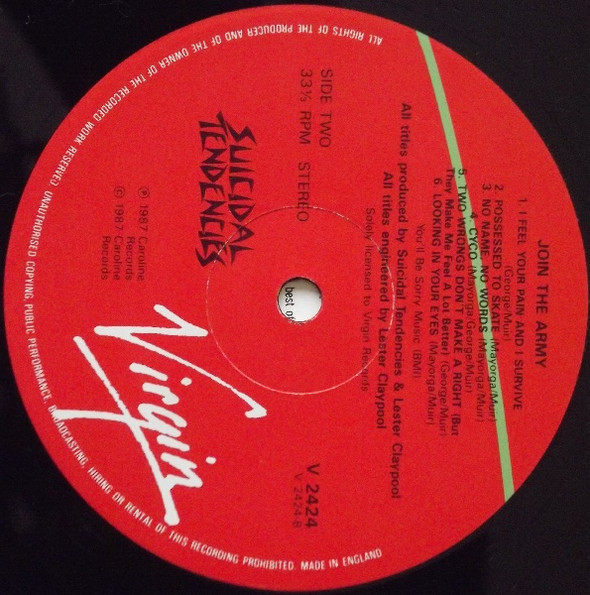 JOIN THE ARMY
1. I FEEL YOUR PAIN AND I SURVIVE
(George/Muir)
2. POSSESSED TO SKATE (Mayorga/Muir)
3. NO NAME, NO WORDS (Mayorga/Muir)
4. CYCO (Mayorga/George/Muir)
5. TWO WRONGS DON'T MAKE A RIGHT (But
They Make Me Feel A Lot Better) (George/Muir)
6. LOOKING IN YOUR EYES (Mayorga/Muir)
You'll Be Sorry Music (BMI)
All titles produced by Suicidal Tendencies & Lester Claypool
All titles engineered by Lester Claypool
Solely licensed to Virgin Records
SIDE TWO
33⅓ RPM STEREO
V 2424
V 2424-B
best of
SUICIDAL
TENDENCIES
℗ 1987 Caroline
Records
© 1987 Caroline
Records
Virgin
ALL RIGHTS OF THE PRODUCER AND OF THE OWNER OF THE RECORDED WORK RESERVED. UNAUTHORISED COPYING, PUBLIC PERFORMANCE, BROADCASTING, HIRING OR RENTAL OF THIS RECORDING PROHIBITED. MADE IN ENGLAND